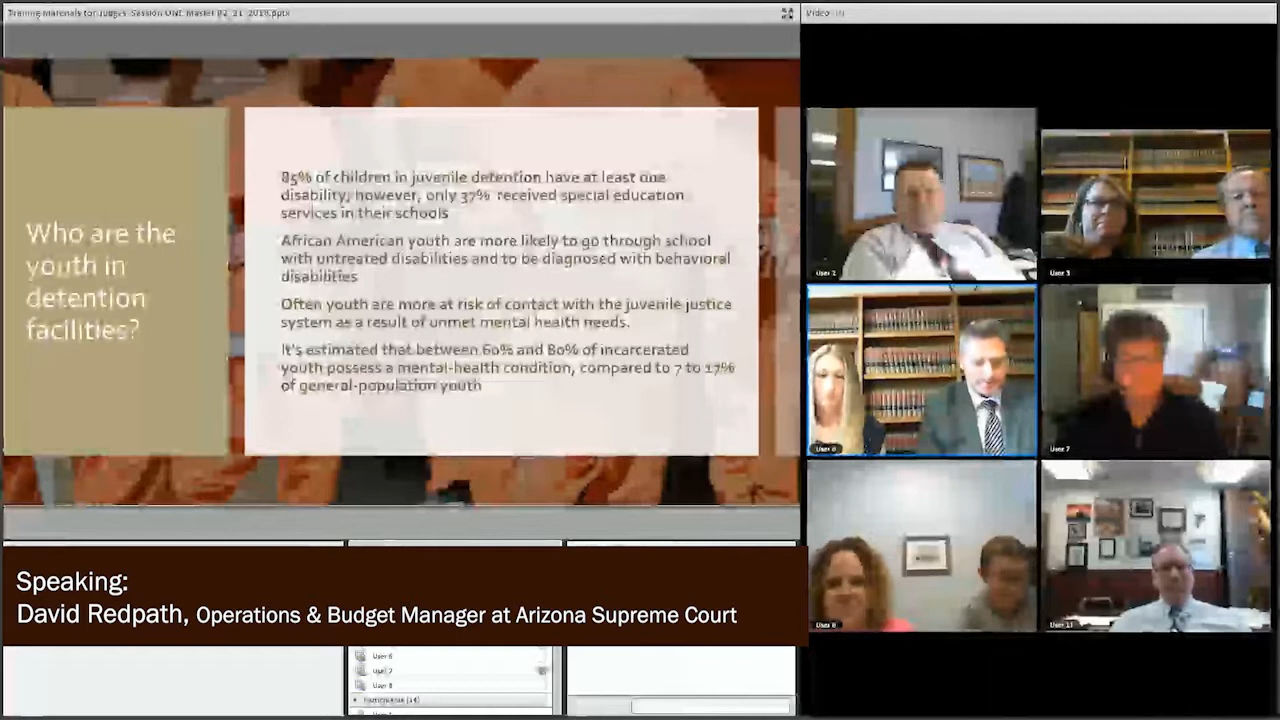 Training Materials for Judges Session ONE Master 02_21_2018.pptx
Video
Who are the
youth in
detention
facilities?
85% of children in juvenile detention have at least one
disability; however, only 37% received special education
services in their schools
African American youth are more likely to go through school
with untreated disabilities and to be diagnosed with behavioral
disabilities
Often youth are more at risk of contact with the juvenile justice
system as a result of unmet mental health needs.
It's estimated that between 60% and 80% of incarcerated
youth possess a mental-health condition, compared to 7 to 17%
of general-population youth
User 2
User 3
User 7
Speaking:
David Redpath, Operations & Budget Manager at Arizona Supreme Court
User 6
User 7
User 8
Participants (14)